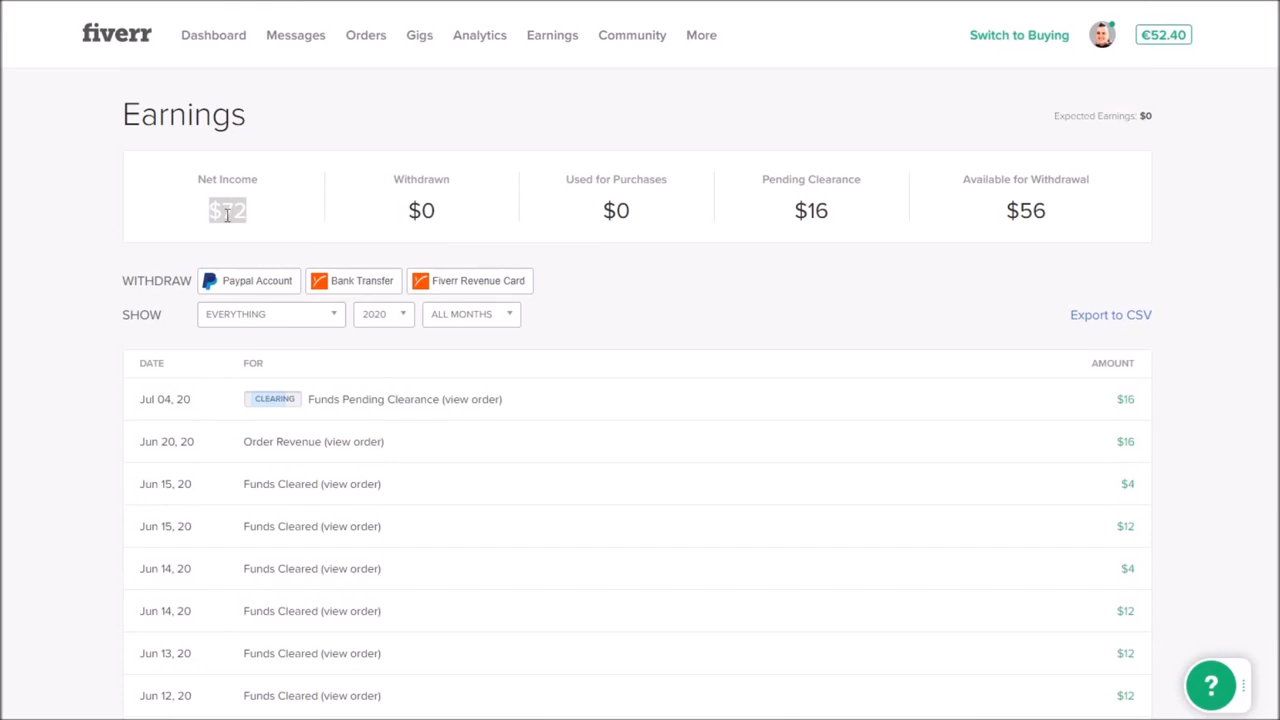 fiverr Dashboard Messages Orders Gigs Analytics Earnings Community More Switch to Buying €52.40
Earnings
Expected Earnings: $0
Net Income Withdrawn Used for Purchases Pending Clearance Available for Withdrawal
$72 $0 $0 $16 $56
WITHDRAW Paypal Account Bank Transfer Fiverr Revenue Card
SHOW EVERYTHING 2020 ALL MONTHS Export to CSV
DATE FOR AMOUNT
Jul 04, 20 CLEARING Funds Pending Clearance (view order) $16
Jun 20, 20 Order Revenue (view order) $16
Jun 15, 20 Funds Cleared (view order) $4
Jun 15, 20 Funds Cleared (view order) $12
Jun 14, 20 Funds Cleared (view order) $4
Jun 14, 20 Funds Cleared (view order) $12
Jun 13, 20 Funds Cleared (view order) $12
Jun 12, 20 Funds Cleared (view order) $12
?